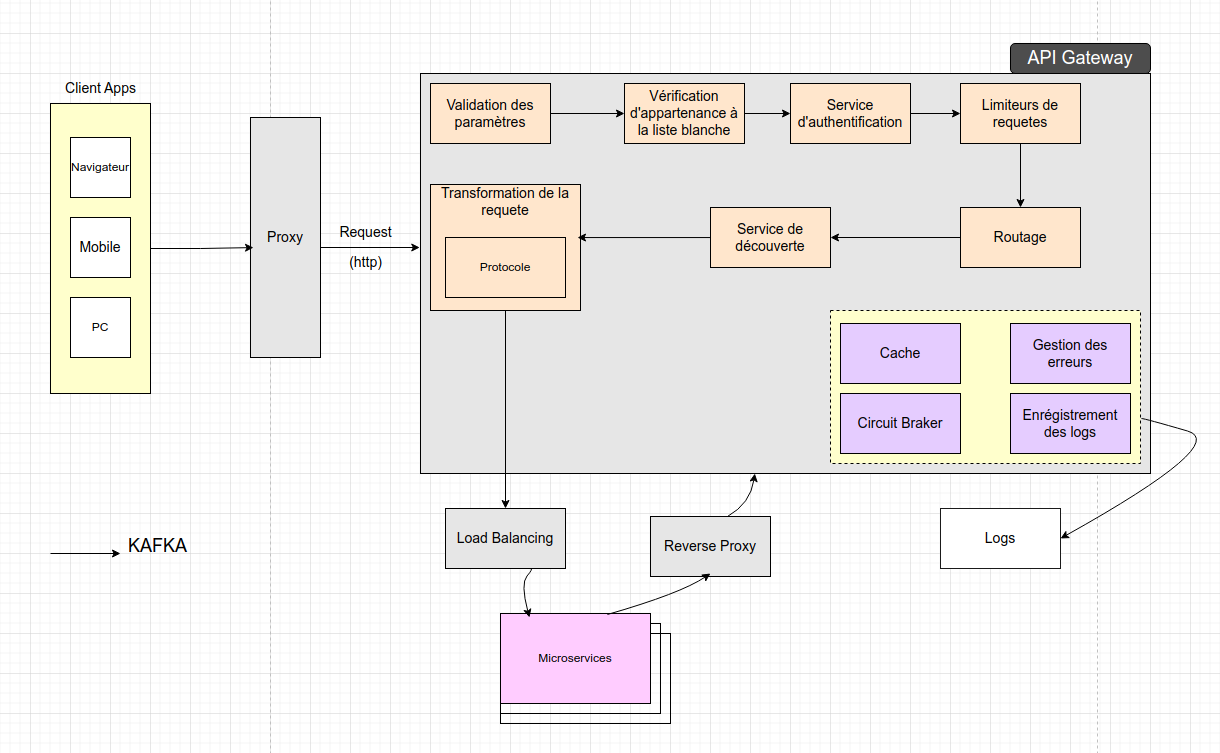 API Gateway
Client Apps
Navigateur
Mobile
PC
Proxy
Request
(http)
Validation des
paramètres
Vérification
d'appartenance à
la liste blanche
Service
d'authentification
Limiteurs de
requetes
Transformation de la
requete
Protocole
Service de
découverte
Routage
Cache
Gestion des
erreurs
Circuit Braker
Enrégistrement
des logs
KAFKA
Load Balancing
Reverse Proxy
Logs
Microservices